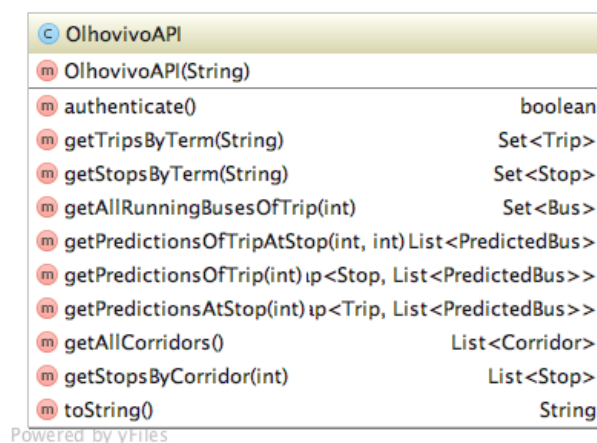 C OlhovivoAPI
m OlhovivoAPI(String)
m authenticate() boolean
m getTripsByTerm(String) Set<Trip>
m getStopsByTerm(String) Set<Stop>
m getAllRunningBusesOfTrip(int) Set<Bus>
m getPredictionsOfTripAtStop(int, int) List<PredictedBus>
m getPredictionsOfTrip(int) ıp<Stop, List<PredictedBus>>
m getPredictionsAtStop(int) ıp<Trip, List<PredictedBus>>
m getAllCorridors() List<Corridor>
m getStopsByCorridor(int) List<Stop>
m toString() String
Powered by yFiles